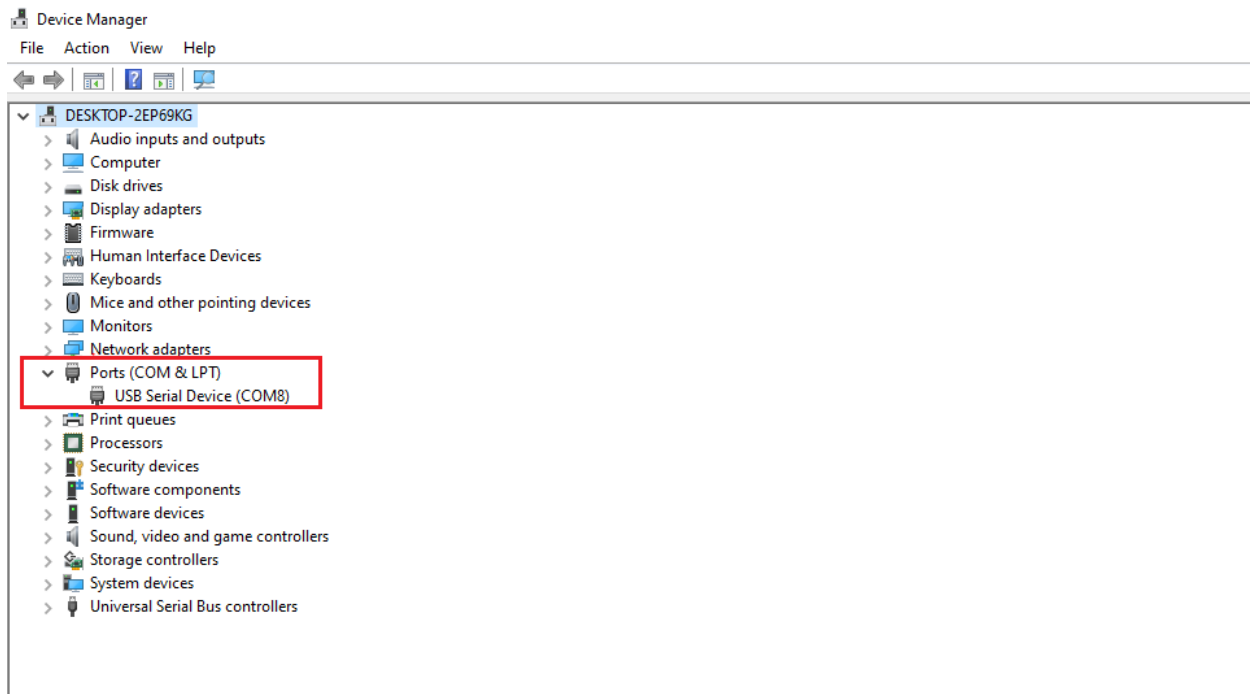 Device Manager
File Action View Help
DESKTOP-2EP69KG
Audio inputs and outputs
Computer
Disk drives
Display adapters
Firmware
Human Interface Devices
Keyboards
Mice and other pointing devices
Monitors
Network adapters
Ports (COM & LPT)
USB Serial Device (COM8)
Print queues
Processors
Security devices
Software components
Software devices
Sound, video and game controllers
Storage controllers
System devices
Universal Serial Bus controllers